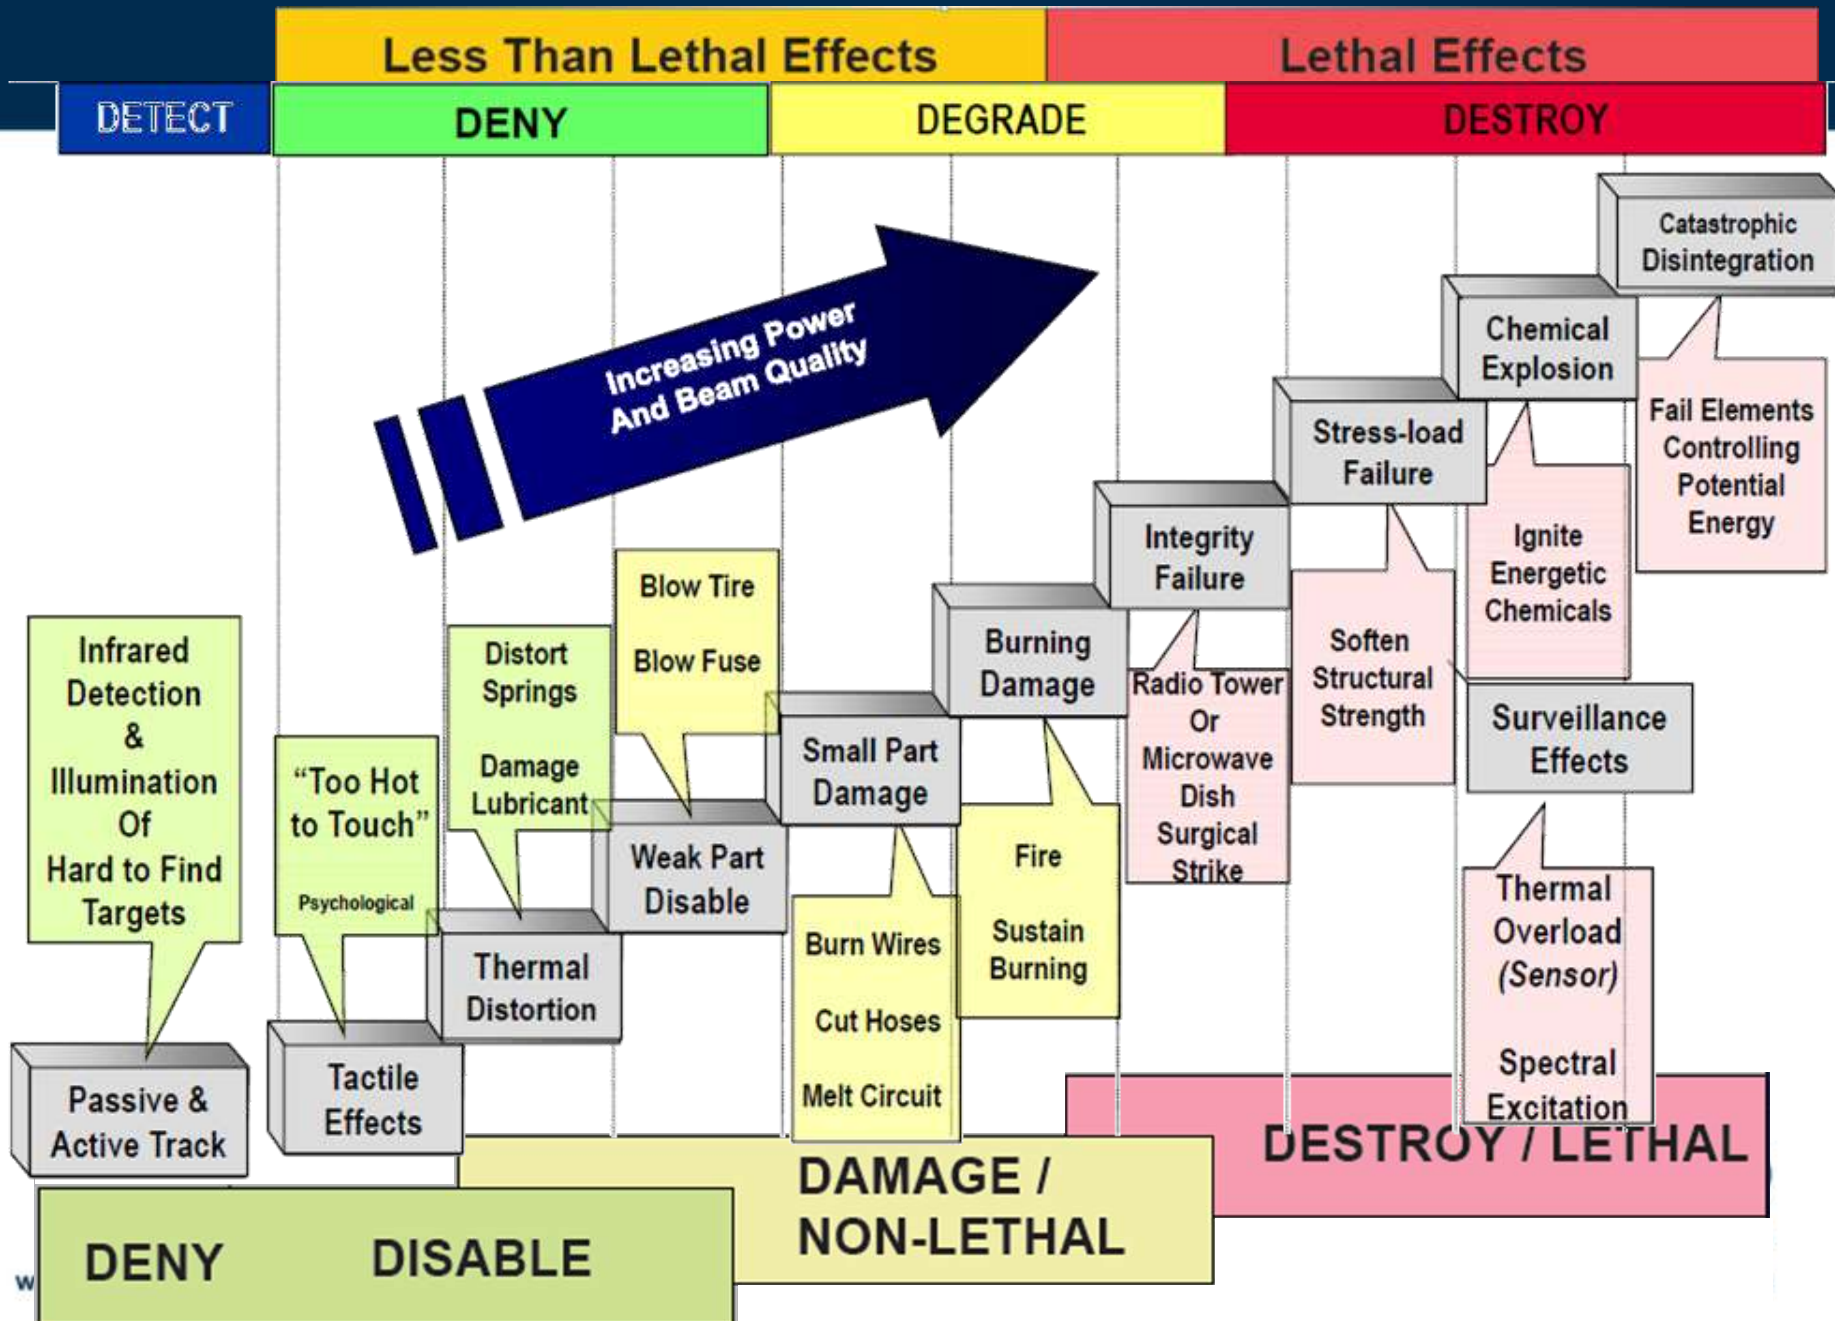 Less Than Lethal Effects
Lethal Effects
DETECT
DENY
DEGRADE
DESTROY
Increasing Power
And Beam Quality
Infrared
Detection
&
Illumination
Of
Hard to Find
Targets
Passive &
Active Track
“Too Hot
to Touch”
Psychological
Tactile
Effects
Distort
Springs
Damage
Lubricant
Thermal
Distortion
Blow Tire
Blow Fuse
Weak Part
Disable
Small Part
Damage
Burn Wires
Cut Hoses
Melt Circuit
Burning
Damage
Fire
Sustain
Burning
Integrity
Failure
Radio Tower
Or
Microwave
Dish
Surgical
Strike
Stress-load
Failure
Soften
Structural
Strength
Chemical
Explosion
Ignite
Energetic
Chemicals
Catastrophic
Disintegration
Fail Elements
Controlling
Potential
Energy
Surveillance
Effects
Thermal
Overload
(Sensor)
Spectral
Excitation
DENY
DISABLE
DAMAGE /
NON-LETHAL
DESTROY / LETHAL